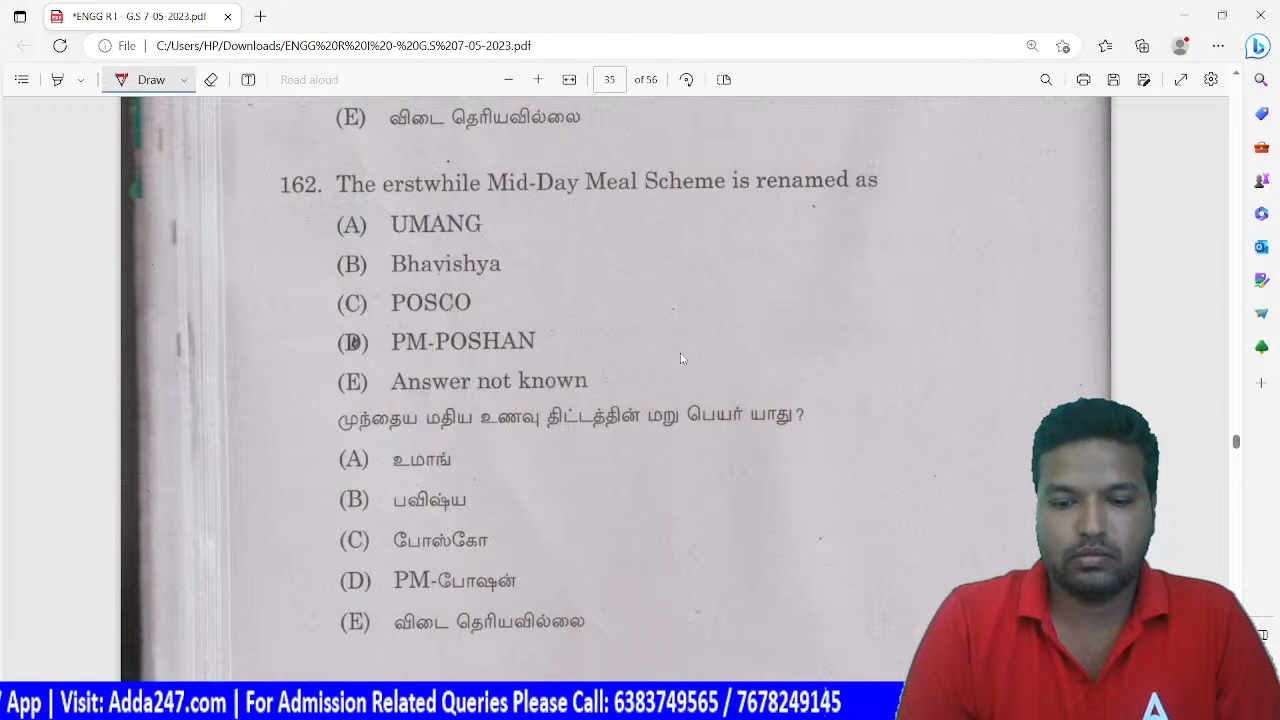 *ENGG R I - G.S 7-05-2023.pdf
File C:/Users/HP/Downloads/ENGG%20R%20I%20-%20G.S%207-05-2023.pdf
Draw Read aloud 35 of 56
(E) விடை தெரியவில்லை
162. The erstwhile Mid-Day Meal Scheme is renamed as
(A) UMANG
(B) Bhavishya
(C) POSCO
(D) PM-POSHAN
(E) Answer not known
முந்தைய மதிய உணவு திட்டத்தின் மறு பெயர் யாது?
(A) உமாங்
(B) பவிஷ்ய
(C) போஸ்கோ
(D) PM-போஷன்
(E) விடை தெரியவில்லை
App | Visit: Adda247.com | For Admission Related Queries Please Call: 6383749565 / 7678249145